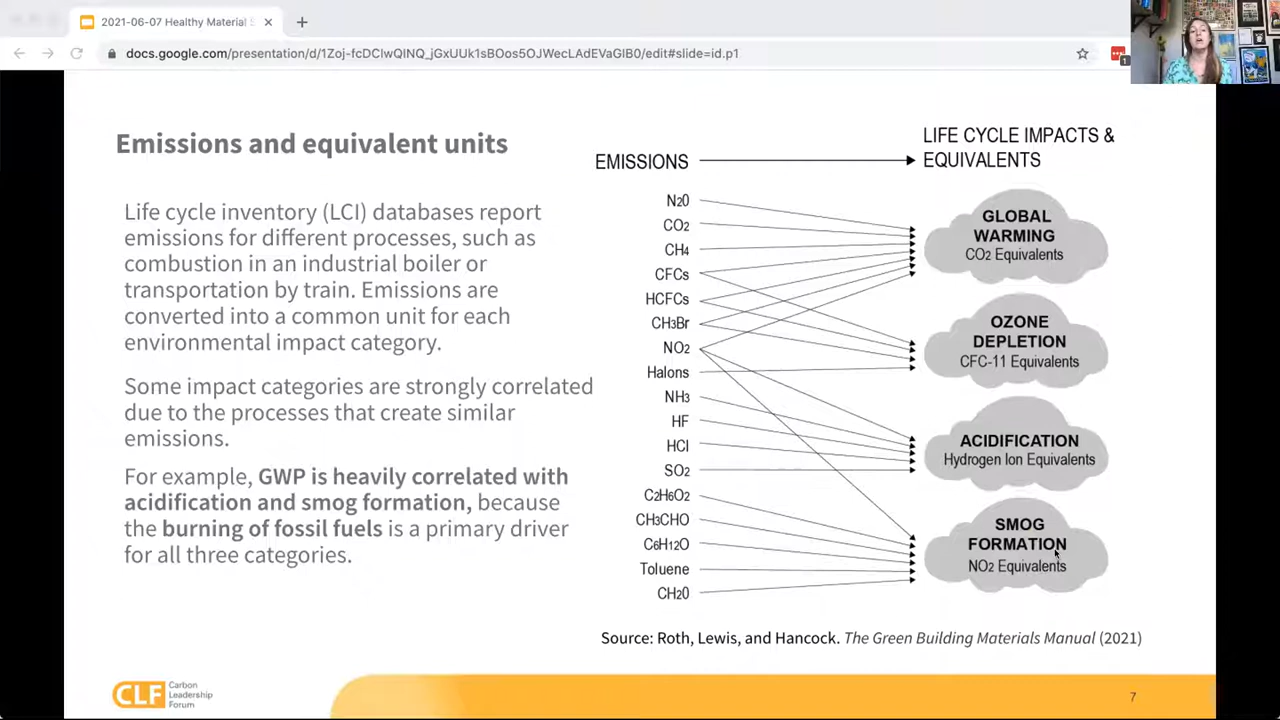 2021-06-07 Healthy Material S
docs.google.com/presentation/d/1Zoj-fcDClwQINQ_jGxUUk1sBOos5OJWecLAdEVaGlB0/edit#slide=id.p1
1
Emissions and equivalent units
Life cycle inventory (LCI) databases report
emissions for different processes, such as
combustion in an industrial boiler or
transportation by train. Emissions are
converted into a common unit for each
environmental impact category.
Some impact categories are strongly correlated
due to the processes that create similar
emissions.
For example, GWP is heavily correlated with
acidification and smog formation, because
the burning of fossil fuels is a primary driver
for all three categories.
EMISSIONS
LIFE CYCLE IMPACTS &
EQUIVALENTS
N20
CO2
CH4
CFCs
HCFCs
CH3Br
NO2
Halons
NH3
HF
HCl
SO2
C2H6O2
CH3CHO
C6H12O
Toluene
CH20
GLOBAL
WARMING
CO2 Equivalents
OZONE
DEPLETION
CFC-11 Equivalents
ACIDIFICATION
Hydrogen Ion Equivalents
SMOG
FORMATION
NO2 Equivalents
Source: Roth, Lewis, and Hancock. The Green Building Materials Manual (2021)
CLF
Carbon
Leadership
Forum
7